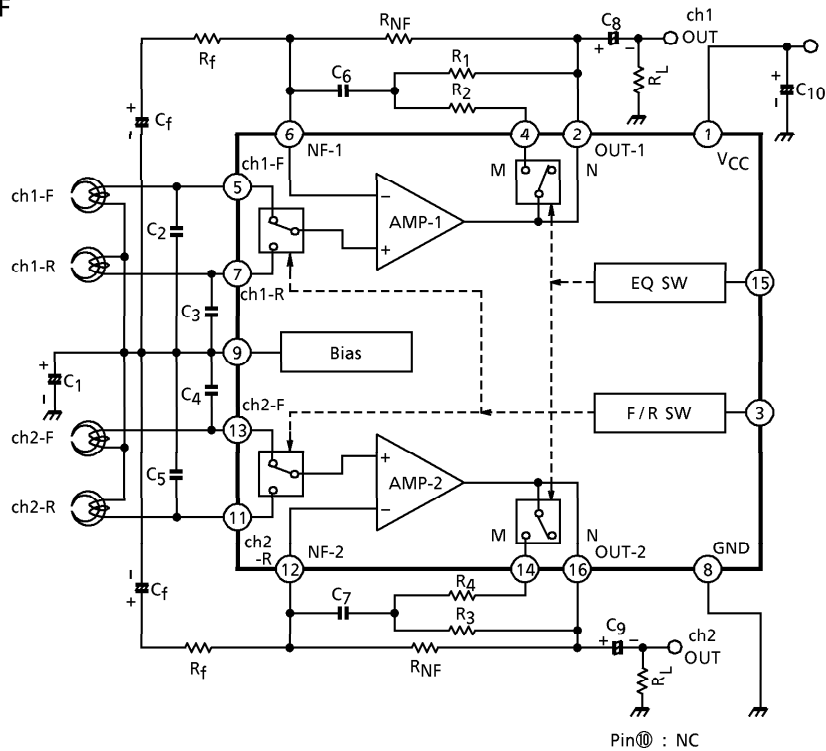 F
RNF
C8
ch1
OUT
Rf
C6
R1
R2
+
−
RL
+
-
C10
+
-
Cf
6
NF-1
4
2
OUT-1
1
VCC
M
N
ch1-F
ch1-F
5
C2
−
AMP-1
+
ch1-R
7
ch1-R
EQ SW
15
C3
+
-
C1
9
Bias
C4
ch2-F
ch2-F
13
F/R SW
3
C5
+
AMP-2
−
ch2-R
11
ch2
-R
M
N
NF-2
12
14
16
OUT-2
GND
8
-
+
Cf
C7
R4
R3
C9
+
−
ch2
OUT
Rf
RNF
RL
Pin⑩ : NC